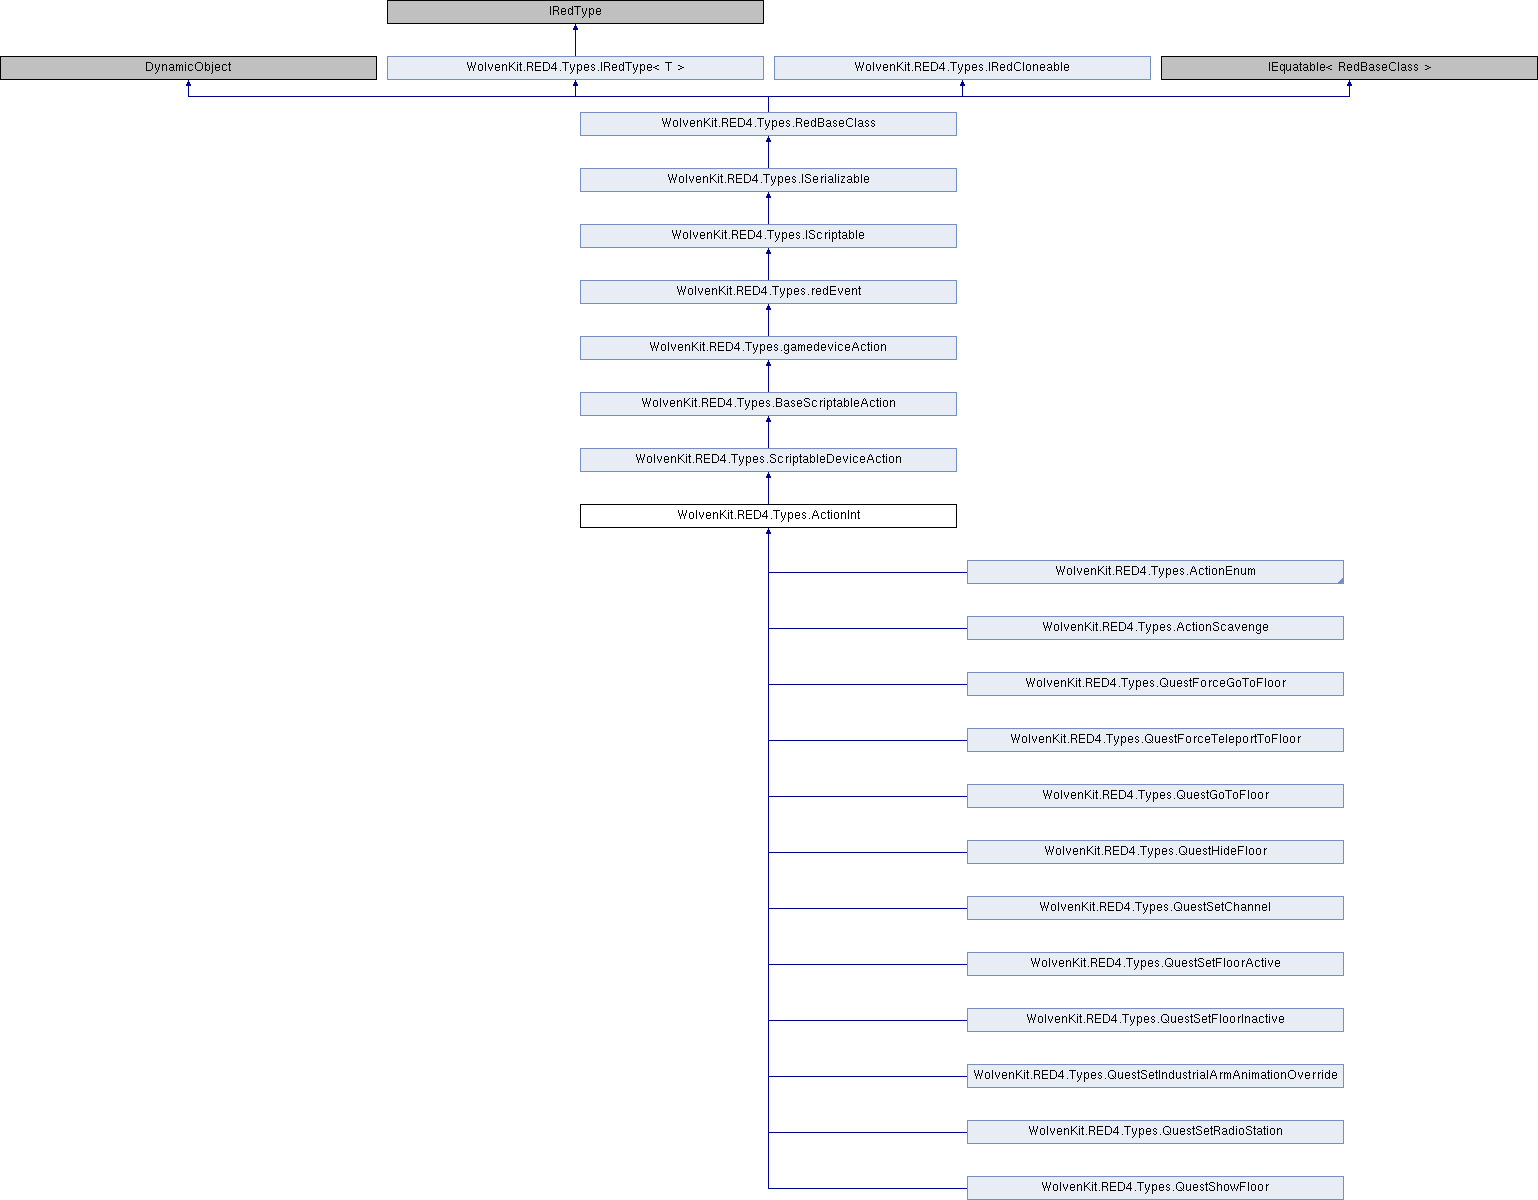 IRedType
DynamicObject
WolvenKit.RED4.Types.IRedType< T >
WolvenKit.RED4.Types.IRedCloneable
IEquatable< RedBaseClass >
WolvenKit.RED4.Types.RedBaseClass
WolvenKit.RED4.Types.ISerializable
WolvenKit.RED4.Types.IScriptable
WolvenKit.RED4.Types.redEvent
WolvenKit.RED4.Types.gamedeviceAction
WolvenKit.RED4.Types.BaseScriptableAction
WolvenKit.RED4.Types.ScriptableDeviceAction
WolvenKit.RED4.Types.ActionInt
WolvenKit.RED4.Types.ActionEnum
WolvenKit.RED4.Types.ActionScavenge
WolvenKit.RED4.Types.QuestForceGoToFloor
WolvenKit.RED4.Types.QuestForceTeleportToFloor
WolvenKit.RED4.Types.QuestGoToFloor
WolvenKit.RED4.Types.QuestHideFloor
WolvenKit.RED4.Types.QuestSetChannel
WolvenKit.RED4.Types.QuestSetFloorActive
WolvenKit.RED4.Types.QuestSetFloorInactive
WolvenKit.RED4.Types.QuestSetIndustrialArmAnimationOverride
WolvenKit.RED4.Types.QuestSetRadioStation
WolvenKit.RED4.Types.QuestShowFloor